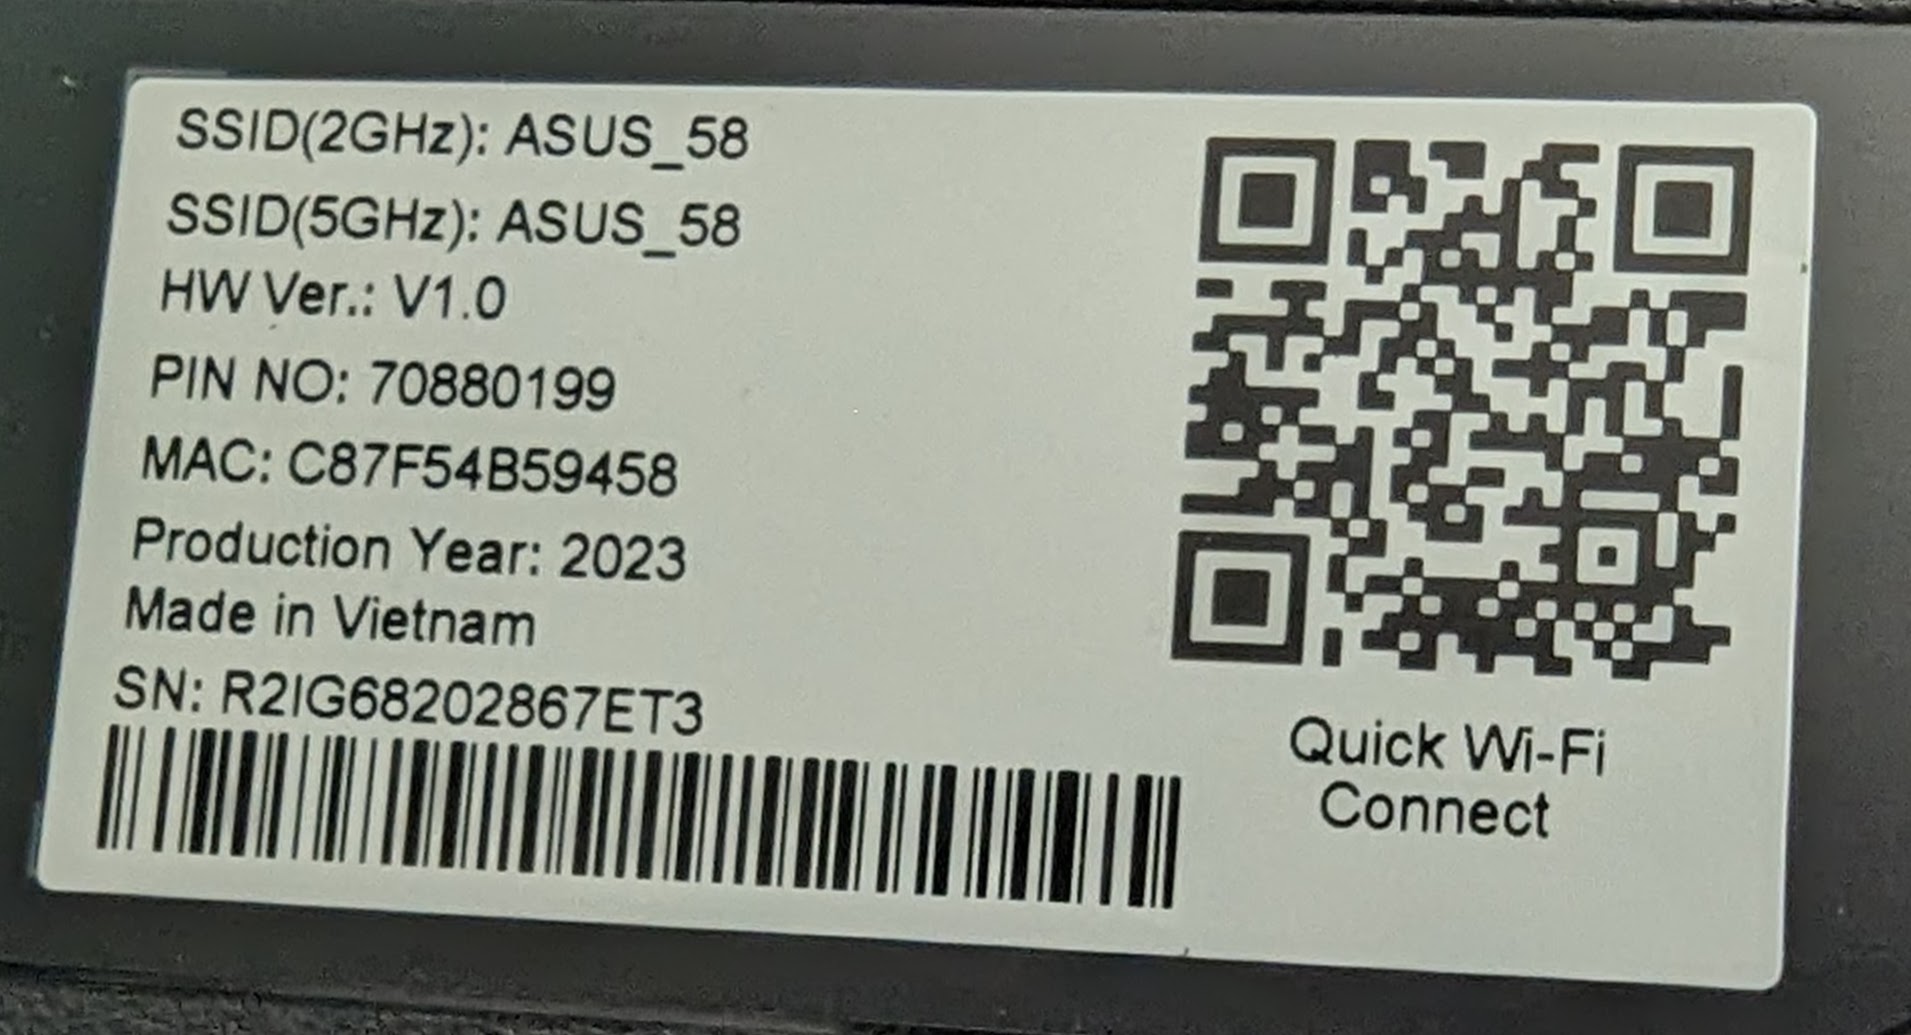 SSID(2GHz): ASUS_58
SSID(5GHz): ASUS_58
HW Ver.: V1.0
PIN NO: 70880199
MAC: C87F54B59458
Production Year: 2023
Made in Vietnam
SN: R2IG68202867ET3
Quick Wi-Fi
Connect